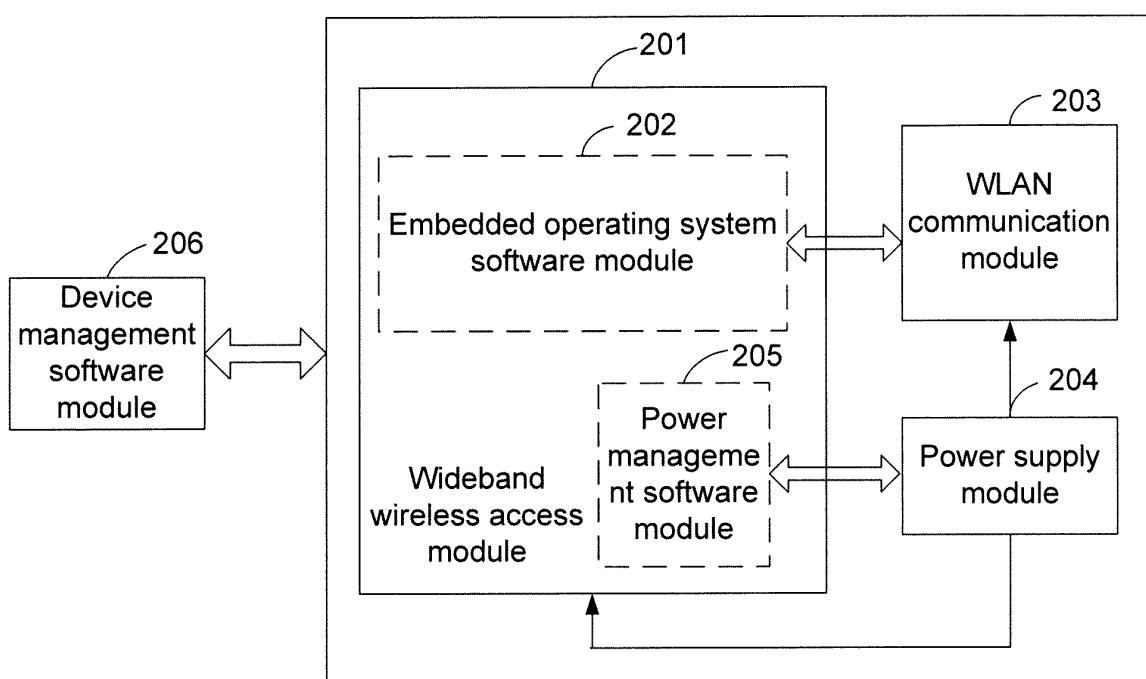 201
202
Embedded operating system
software module
203
WLAN
communication
module
206
Device
management
software
module
205
Power
manageme
nt software
module
204
Power supply
module
Wideband
wireless access
module